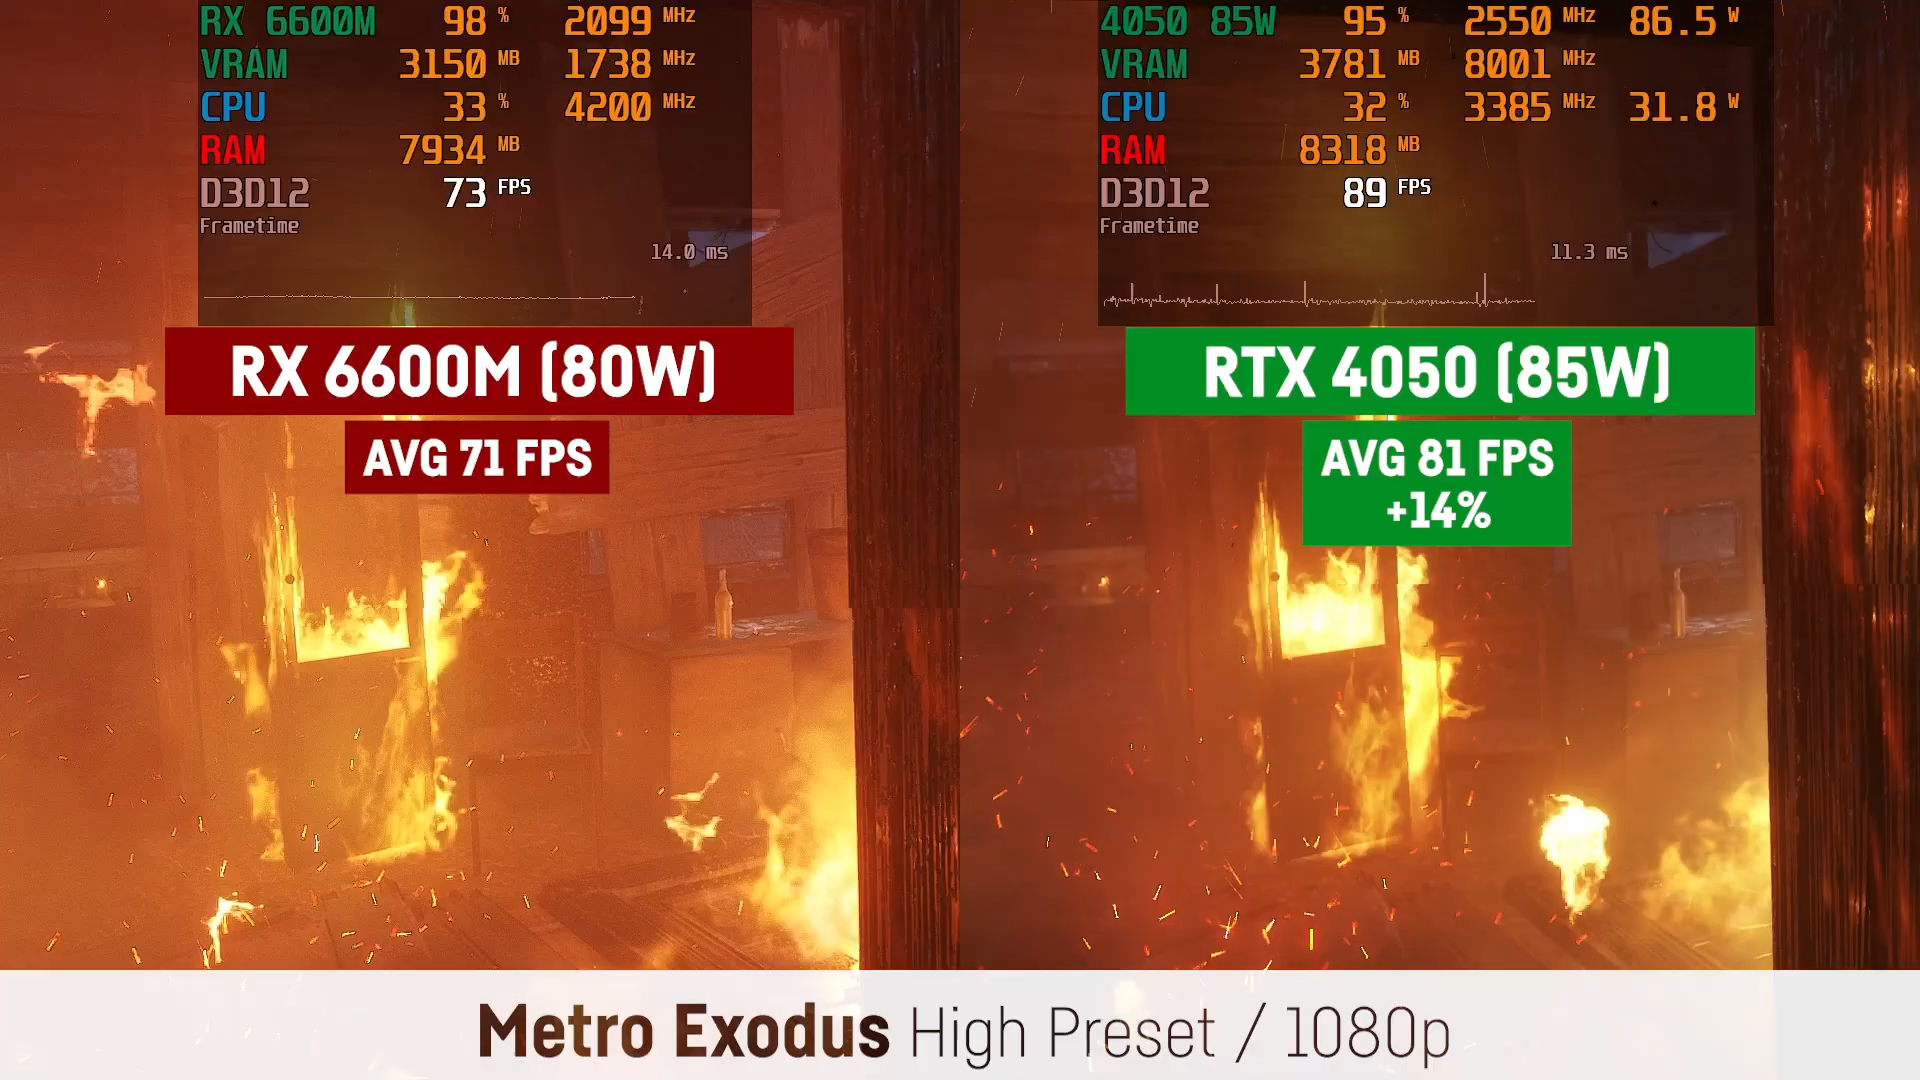 RX 6600M 98 % 2099 MHz
VRAM 3150 MB 1738 MHz
CPU 33 % 4200 MHz
RAM 7934 MB
D3D12 73 FPS
Frametime
14.0 ms
RX 6600M (80W)
AVG 71 FPS
4050 85W 95 % 2550 MHz 86.5 W
VRAM 3781 MB 8001 MHz
CPU 32 % 3385 MHz 31.8 W
RAM 8318 MB
D3D12 89 FPS
Frametime
11.3 ms
RTX 4050 (85W)
AVG 81 FPS
+14%
Metro Exodus High Preset / 1080p